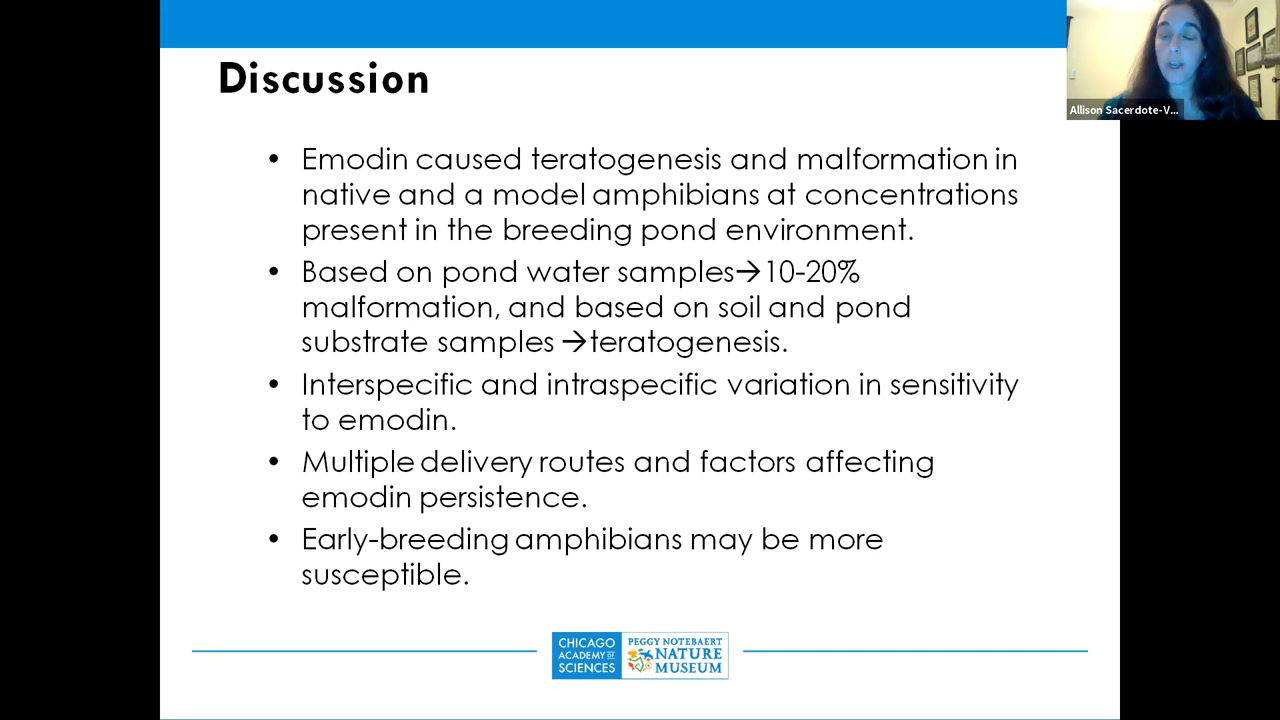 Discussion
Allison Sacerdote-V...
• Emodin caused teratogenesis and malformation in
native and a model amphibians at concentrations
present in the breeding pond environment.
• Based on pond water samples→10-20%
malformation, and based on soil and pond
substrate samples →teratogenesis.
• Interspecific and intraspecific variation in sensitivity
to emodin.
• Multiple delivery routes and factors affecting
emodin persistence.
• Early-breeding amphibians may be more
susceptible.
CHICAGO
ACADEMY OF
SCIENCES
PEGGY NOTEBAERT
NATURE
MUSEUM